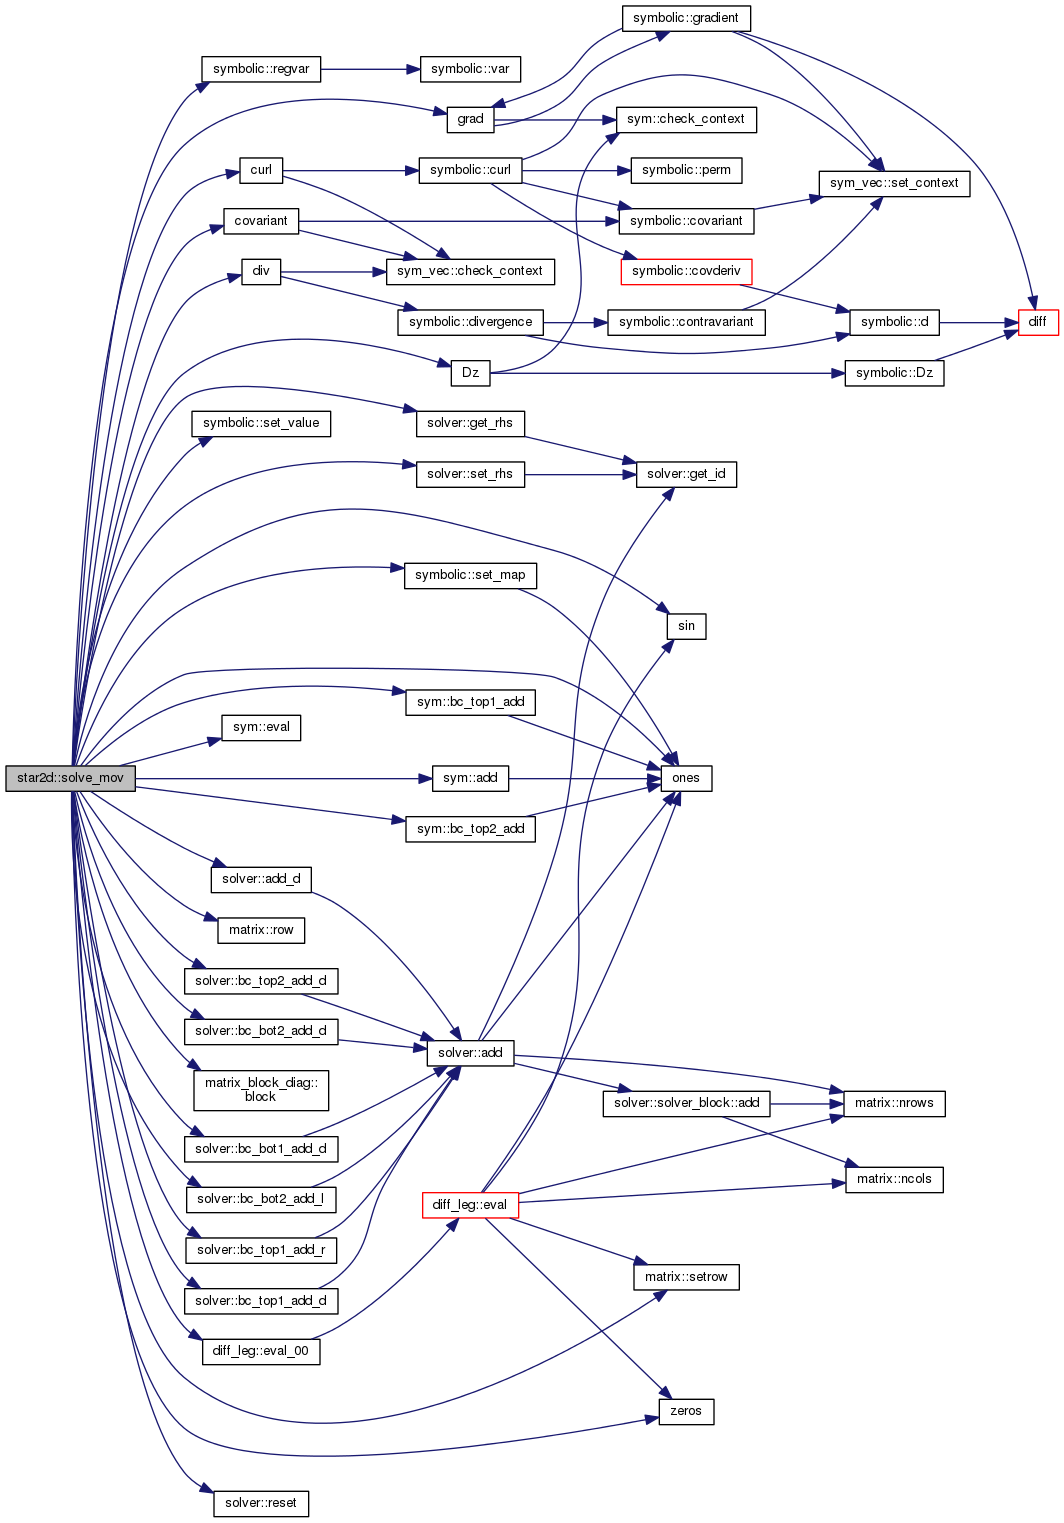 symbolic::gradient
symbolic::regvar
symbolic::var
grad
sym::check_context
curl
symbolic::curl
symbolic::perm
sym_vec::set_context
covariant
symbolic::covariant
div
sym_vec::check_context
symbolic::covderiv
symbolic::divergence
symbolic::contravariant
symbolic::d
diff
Dz
symbolic::Dz
symbolic::set_value
solver::get_rhs
solver::set_rhs
solver::get_id
symbolic::set_map
sin
sym::bc_top1_add
sym::eval
star2d::solve_mov
sym::add
ones
sym::bc_top2_add
solver::add_d
matrix::row
solver::bc_top2_add_d
solver::bc_bot2_add_d
solver::add
matrix_block_diag::
block
solver::solver_block::add
matrix::nrows
solver::bc_bot1_add_d
matrix::ncols
solver::bc_bot2_add_l
diff_leg::eval
solver::bc_top1_add_r
matrix::setrow
solver::bc_top1_add_d
diff_leg::eval_00
zeros
solver::reset